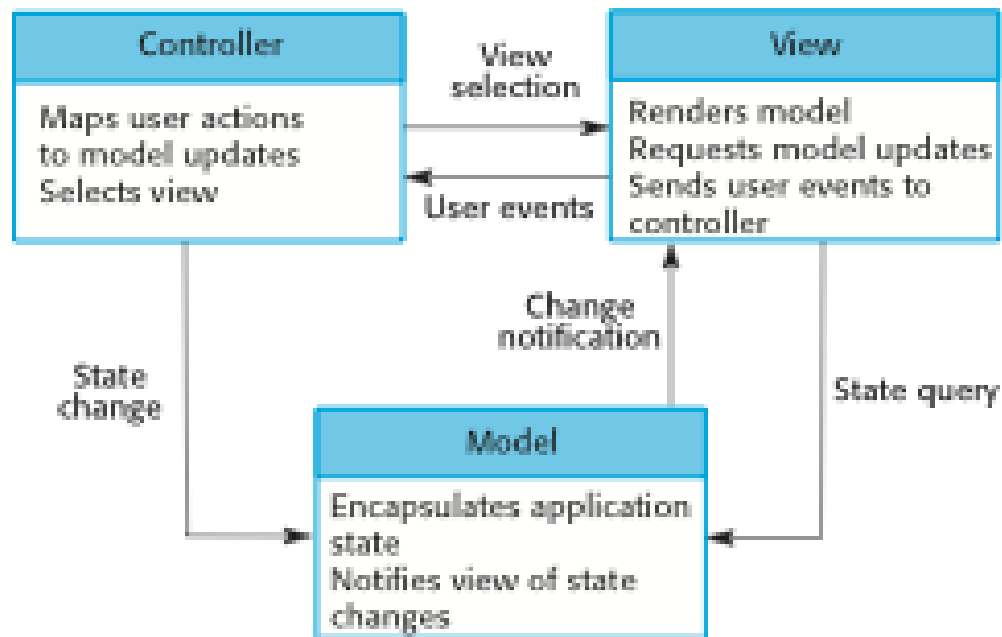 Controller
Maps user actions
to model updates
Selects view
View
selection
User events
View
Renders model
Requests model updates
Sends user events to
controller
State
change
Change
notification
State query
Model
Encapsulates application
state
Notifies view of state
changes